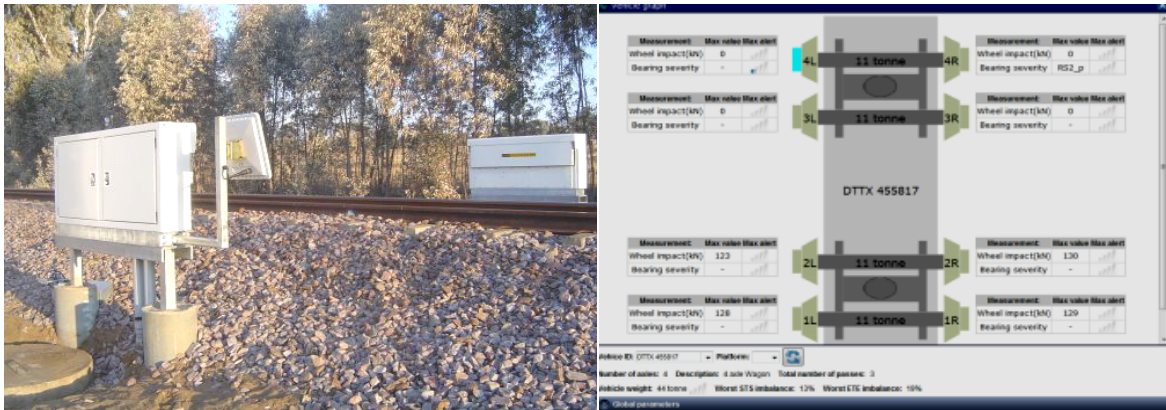 Vehicle graph
Measurement Max value Max alert
Wheel impact(kN) 0
Bearing severity -
4L 11 tonne 4R
Measurement Max value Max alert
Wheel impact(kN) 0
Bearing severity RS2_p
Measurement Max value Max alert
Wheel impact(kN) 0
Bearing severity -
3L 11 tonne 3R
Measurement Max value Max alert
Wheel impact(kN) 0
Bearing severity -
DTTX 455817
Measurement Max value Max alert
Wheel impact(kN) 123
Bearing severity -
2L 11 tonne 2R
Measurement Max value Max alert
Wheel impact(kN) 130
Bearing severity -
Measurement Max value Max alert
Wheel impact(kN) 128
Bearing severity -
1L 11 tonne 1R
Measurement Max value Max alert
Wheel impact(kN) 129
Bearing severity -
Vehicle ID: DTTX 455817 Platform:
Number of axles: 4 Description: 4 axle Wagon Total number of passes: 3
Vehicle weight: 44 tonne Worst STS imbalance: 13% Worst ETE imbalance: 19%
Global parameters